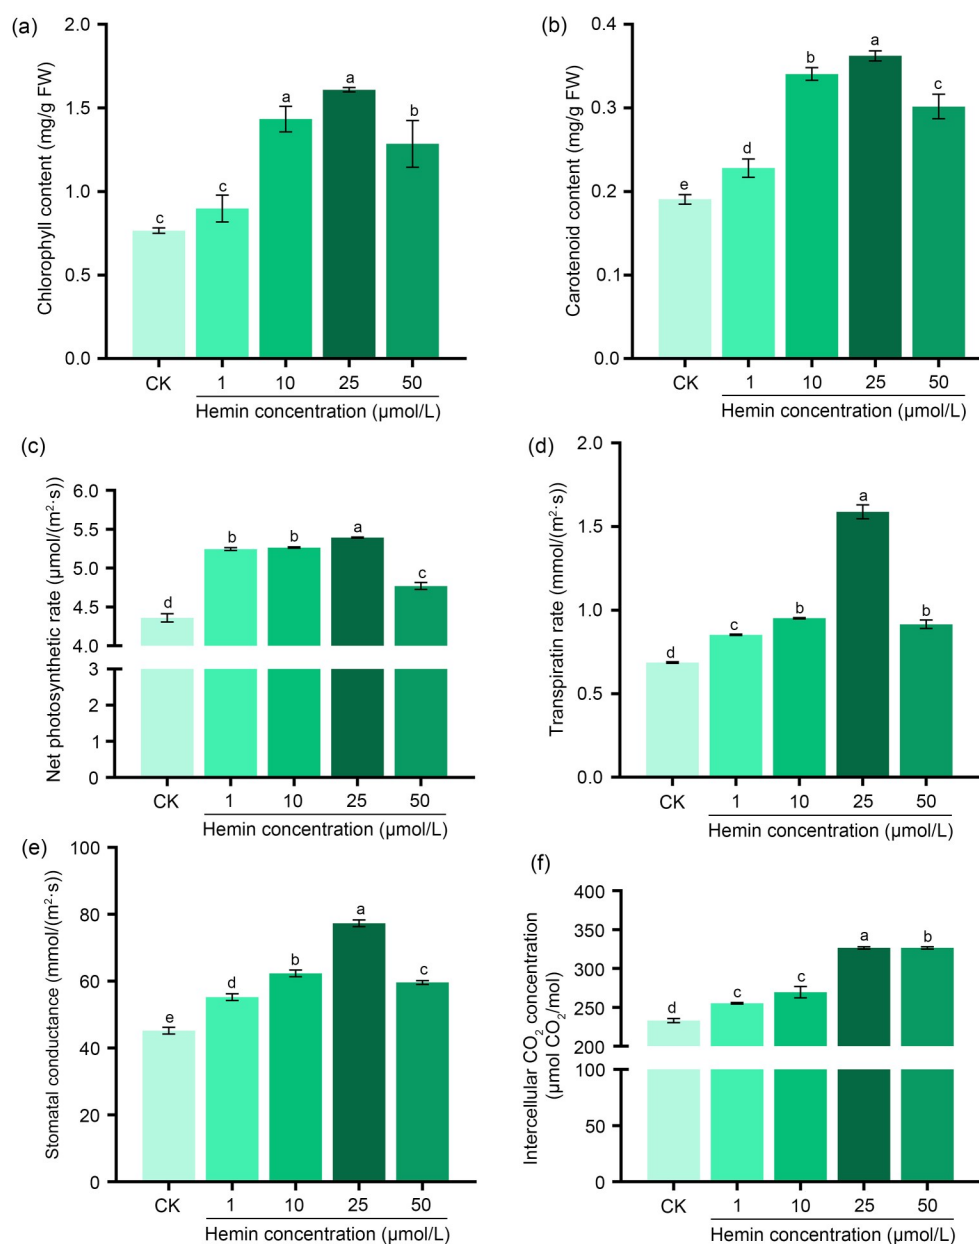 (a)
Chlorophyll content (mg/g FW)
2.0
1.5
1.0
0.5
0.0
c
c
a
a
b
CK
1
10
25
50
Hemin concentration (µmol/L)
(b)
Carotenoid content (mg/g FW)
0.4
0.3
0.2
0.1
0.0
e
d
b
a
c
CK
1
10
25
50
Hemin concentration (µmol/L)
(c)
Net photosynthetic rate (µmol/(m²·s))
6.0
5.5
5.0
4.5
4.0
3
2
1
0
d
b
b
a
c
CK
1
10
25
50
Hemin concentration (µmol/L)
(d)
Transpiratin rate (mmol/(m²·s))
2.0
1.5
1.0
0.5
0.0
d
c
b
a
b
CK
1
10
25
50
Hemin concentration (µmol/L)
(e)
Stomatal conductance (mmol/(m²·s))
100
80
60
40
20
0
e
d
b
a
c
CK
1
10
25
50
Hemin concentration (µmol/L)
(f)
Intercellular CO₂ concentration
(µmol CO₂/mol)
400
350
300
250
200
100
50
0
d
c
c
a
b
CK
1
10
25
50
Hemin concentration (µmol/L)